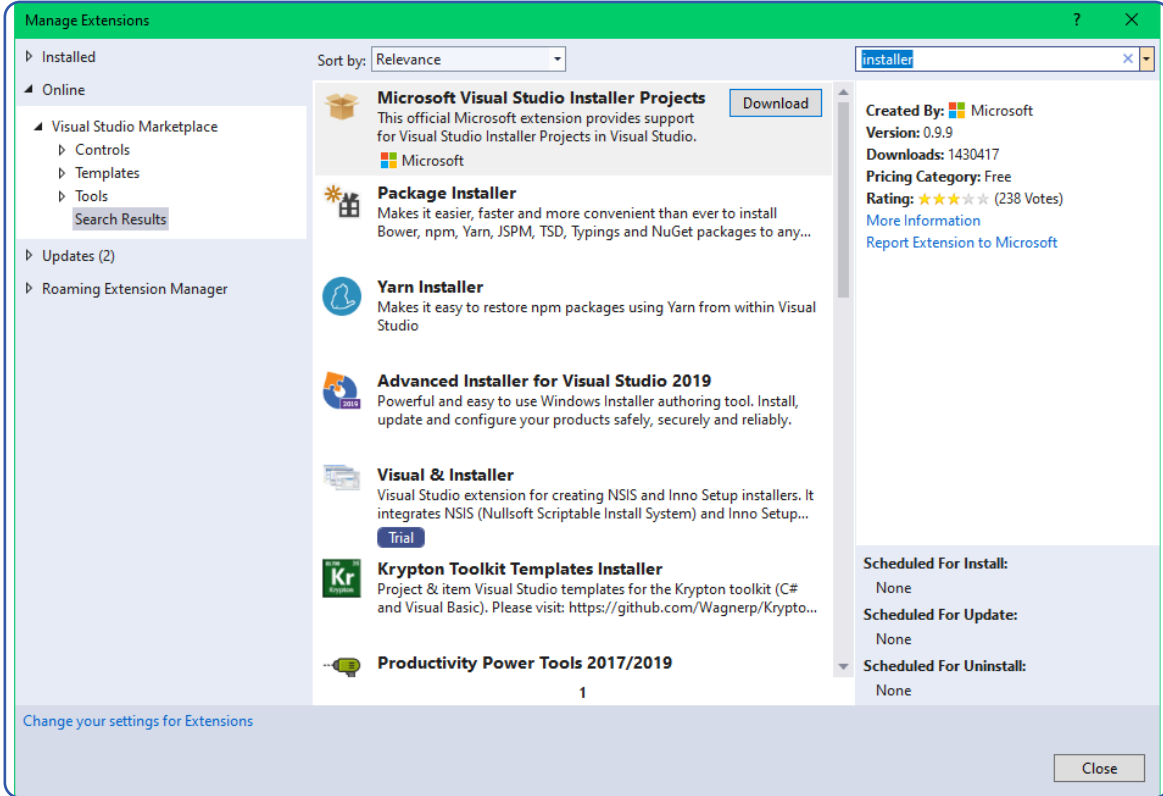 Manage Extensions
?
Installed
Online
Visual Studio Marketplace
Controls
Templates
Tools
Search Results
Updates (2)
Roaming Extension Manager
Sort by: Relevance
Microsoft Visual Studio Installer Projects
Download
This official Microsoft extension provides support
for Visual Studio Installer Projects in Visual Studio.
Microsoft
Package Installer
Makes it easier, faster and more convenient than ever to install
Bower, npm, Yarn, JSPM, TSD, Typings and NuGet packages to any...
Yarn Installer
Makes it easy to restore npm packages using Yarn from within Visual
Studio
2019
Advanced Installer for Visual Studio 2019
Powerful and easy to use Windows Installer authoring tool. Install,
update and configure your products safely, securely and reliably.
Visual & Installer
Visual Studio extension for creating NSIS and Inno Setup installers. It
integrates NSIS (Nullsoft Scriptable Install System) and Inno Setup...
Trial
Kr
Krypton
Krypton Toolkit Templates Installer
Project & item Visual Studio templates for the Krypton toolkit (C#
and Visual Basic). Please visit: https://github.com/Wagnerp/Krypto...
Productivity Power Tools 2017/2019
1
installer
Created By: Microsoft
Version: 0.9.9
Downloads: 1430417
Pricing Category: Free
Rating: (238 Votes)
More Information
Report Extension to Microsoft
Scheduled For Install:
None
Scheduled For Update:
None
Scheduled For Uninstall:
None
Change your settings for Extensions
Close